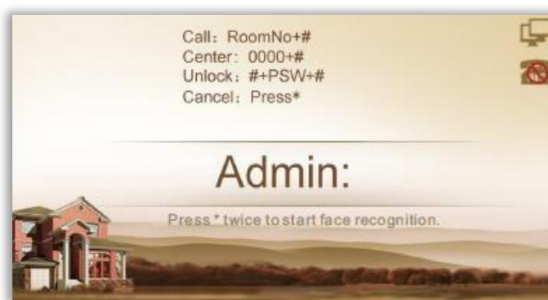 Call: RoomNo+#
Center: 0000+#
Unlock: #+PSW+#
Cancel: Press*
Admin:
Press * twice to start face recognition.